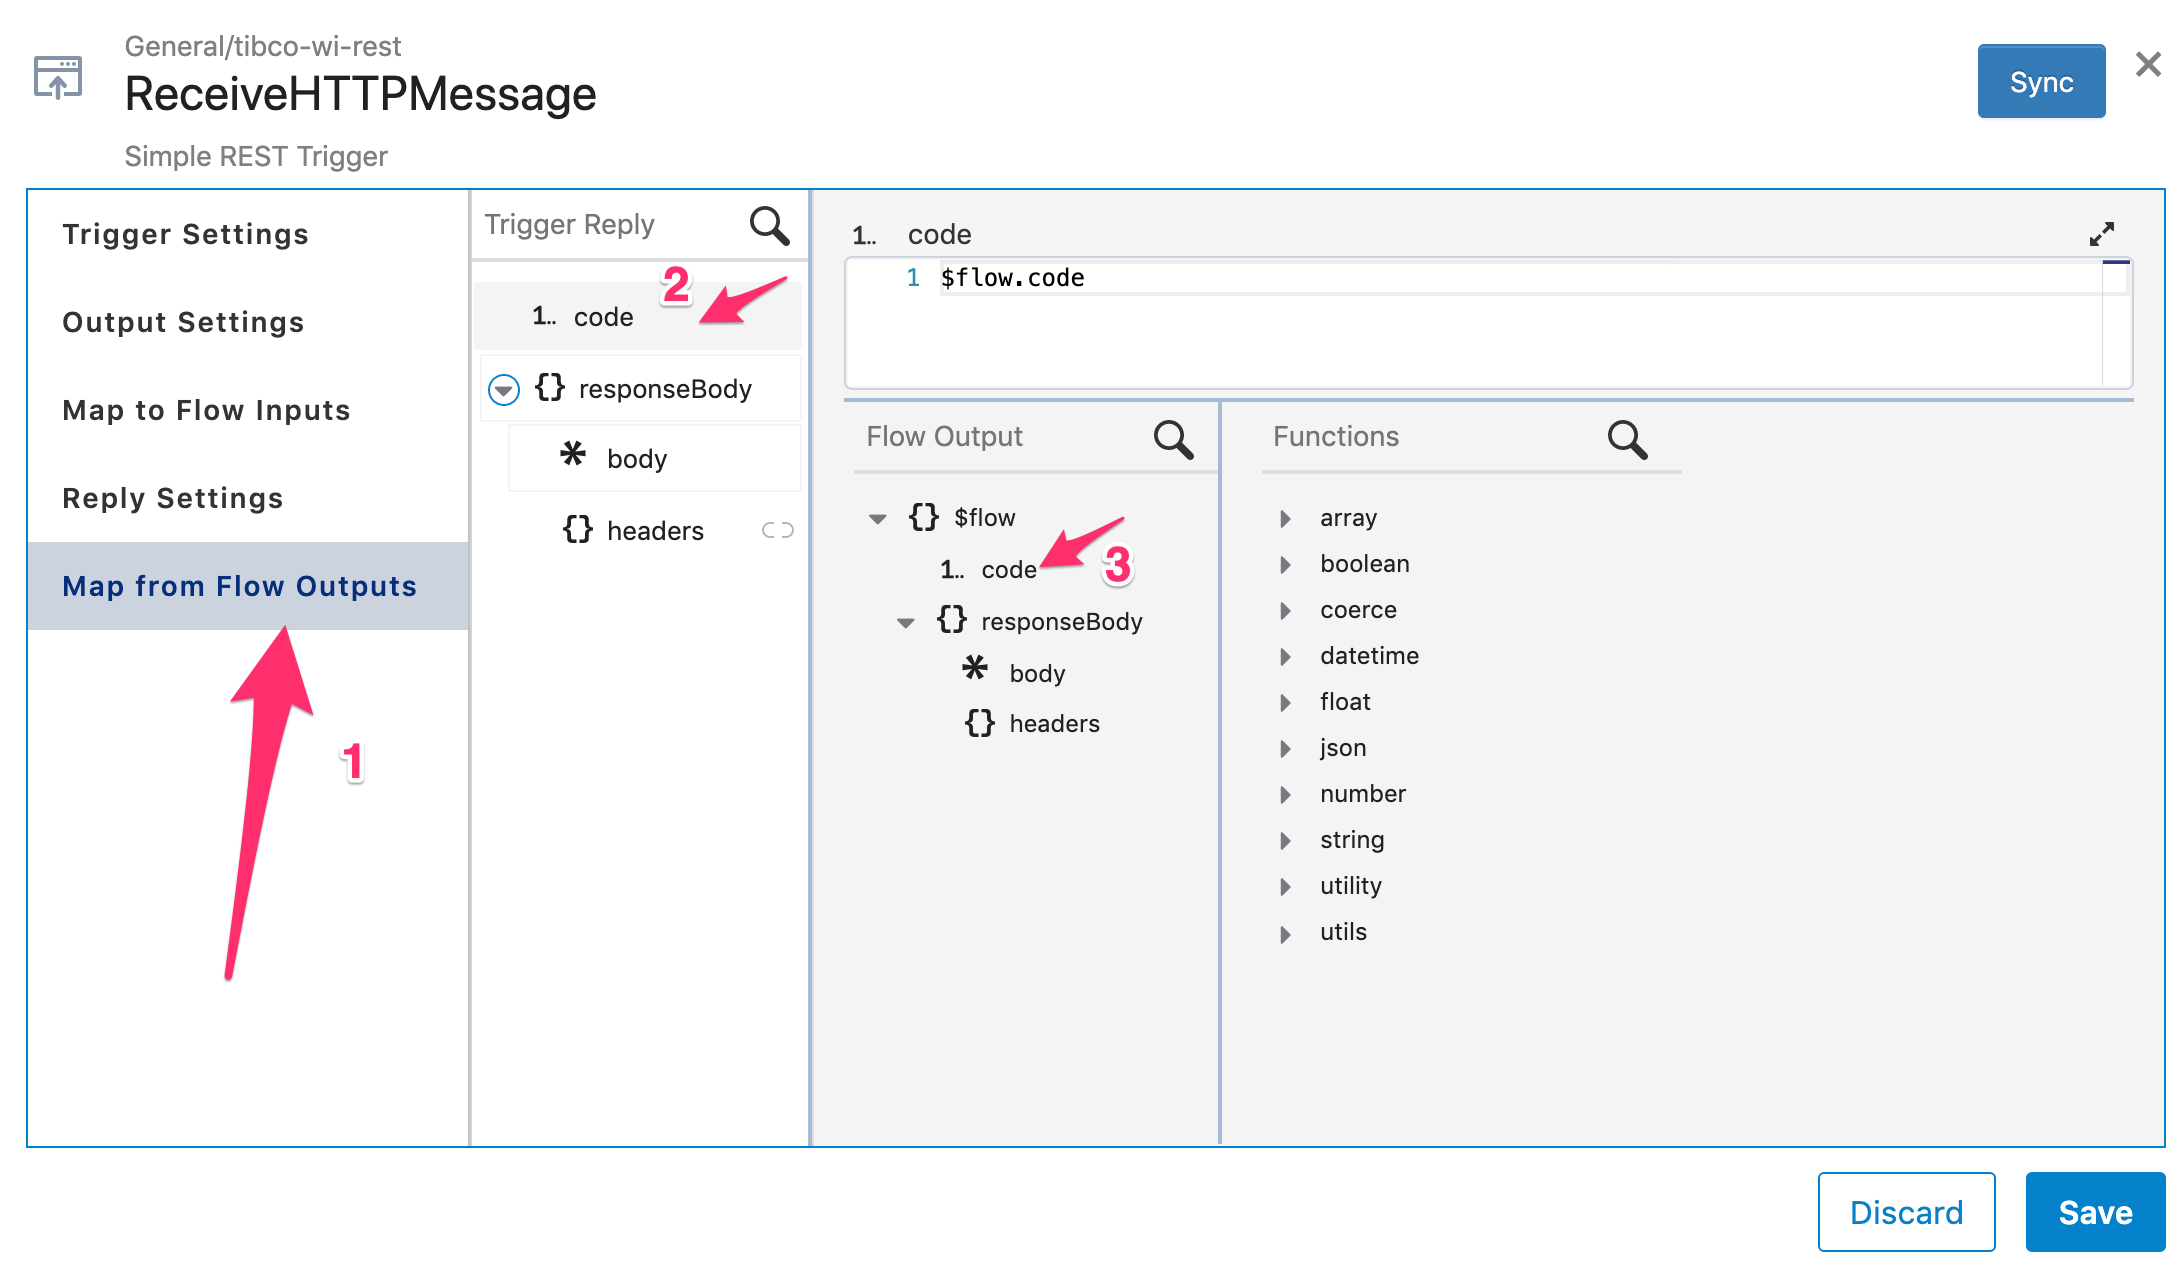 General/tibco-wi-rest
ReceiveHTTPMessage
Simple REST Trigger
Sync
Trigger Settings
Output Settings
Map to Flow Inputs
Reply Settings
Map from Flow Outputs
1
Trigger Reply
2
1.. code
{} responseBody
* body
{} headers
1.. code
1 $flow.code
Flow Output
{} $flow
1.. code
3
{} responseBody
* body
{} headers
Functions
array
boolean
coerce
datetime
float
json
number
string
utility
utils
Discard
Save